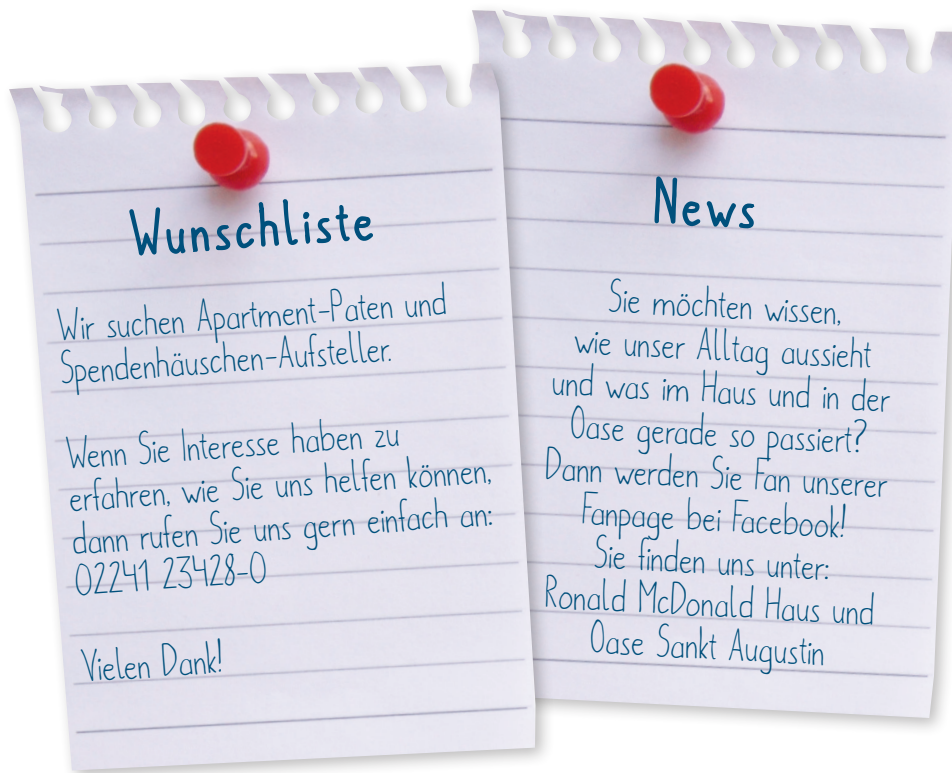 Wunschliste
Wir suchen Apartment-Paten und
Spendenhäuschen-Aufsteller.
Wenn Sie Interesse haben zu
erfahren, wie Sie uns helfen können,
dann rufen Sie uns gern einfach an:
02241 23428-0
Vielen Dank!
News
Sie möchten wissen,
wie unser Alltag aussieht
und was im Haus und in der
Oase gerade so passiert?
Dann werden Sie Fan unserer
Fanpage bei Facebook!
Sie finden uns unter:
Ronald McDonald Haus und
Oase Sankt Augustin